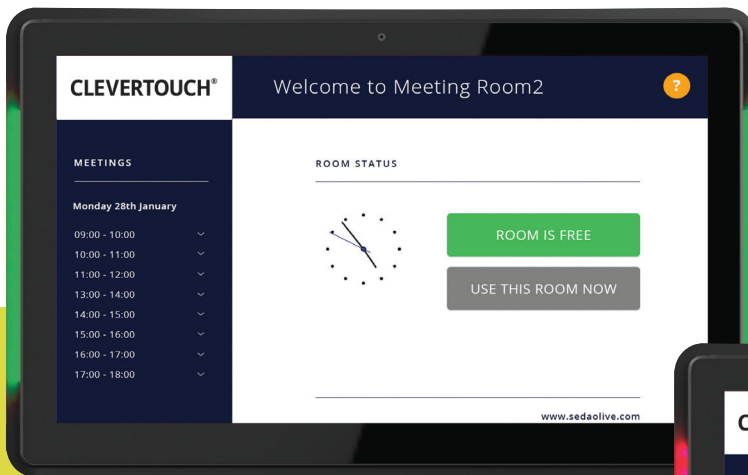 CLEVERTOUCH®
Welcome to Meeting Room2
?
MEETINGS
Monday 28th January
09:00 - 10:00
10:00 - 11:00
11:00 - 12:00
13:00 - 14:00
14:00 - 15:00
15:00 - 16:00
16:00 - 17:00
17:00 - 18:00
ROOM STATUS
ROOM IS FREE
USE THIS ROOM NOW
www.sedaolive.com
C